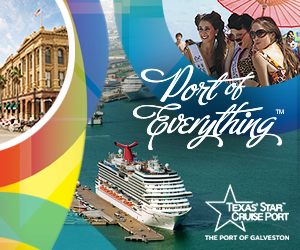 Port of
Everything™
TEXAS STAR
CRUISE PORT
THE PORT OF GALVESTON